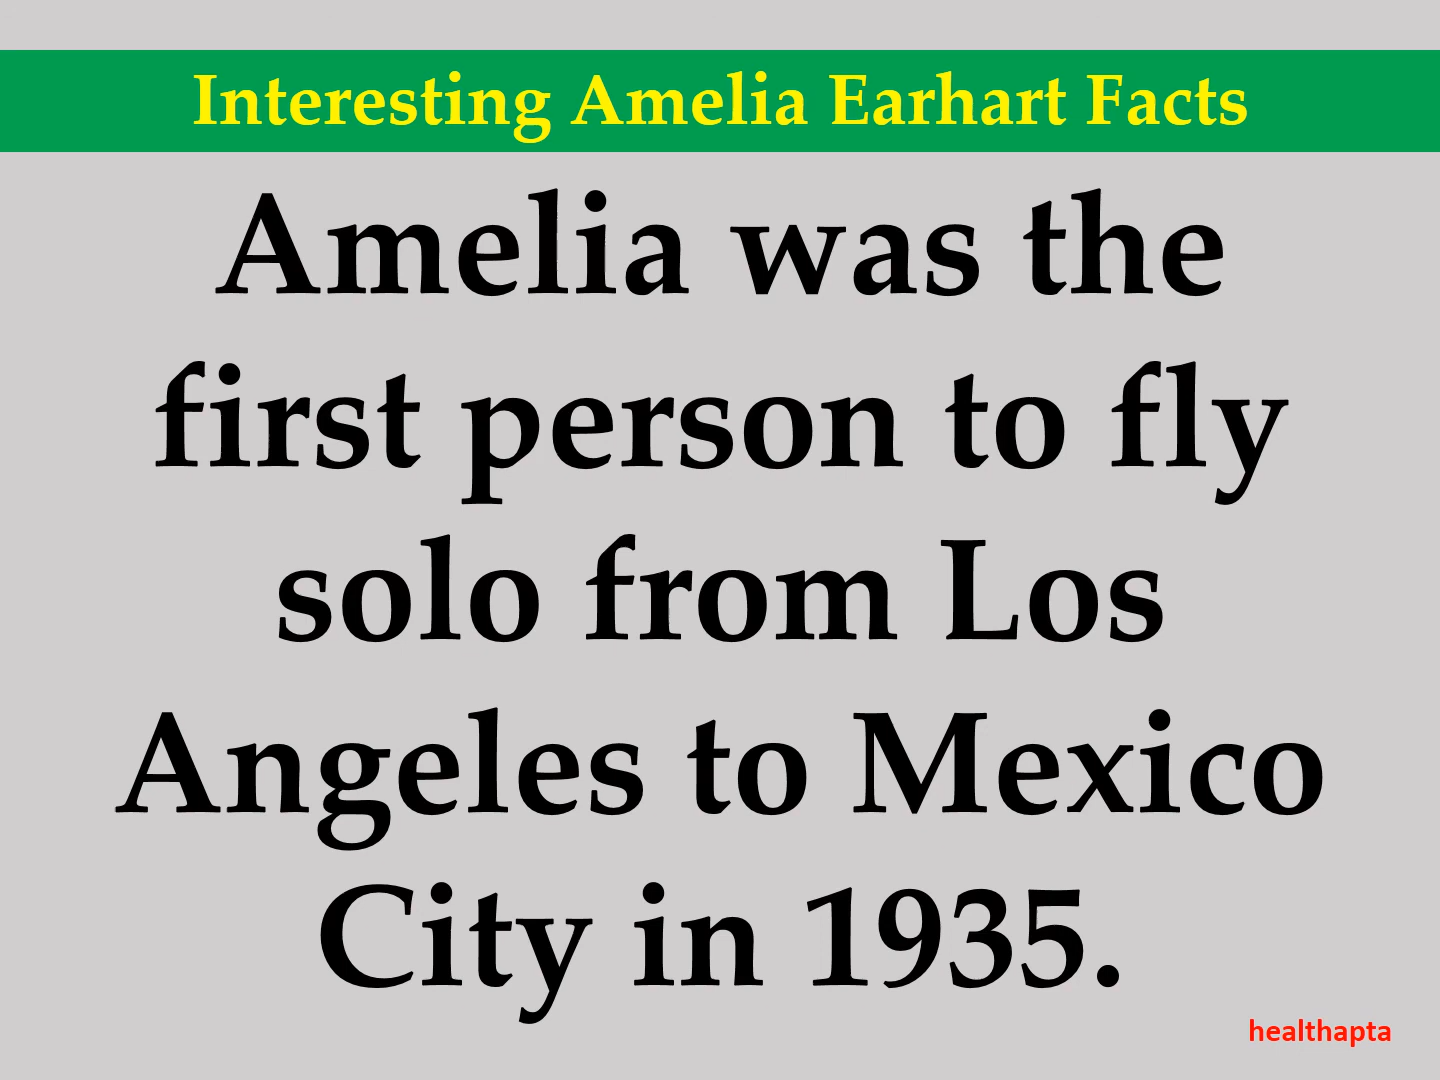 Interesting Amelia Earhart Facts
Amelia was the
first person to fly
solo from Los
Angeles to Mexico
City in 1935.
healthapta